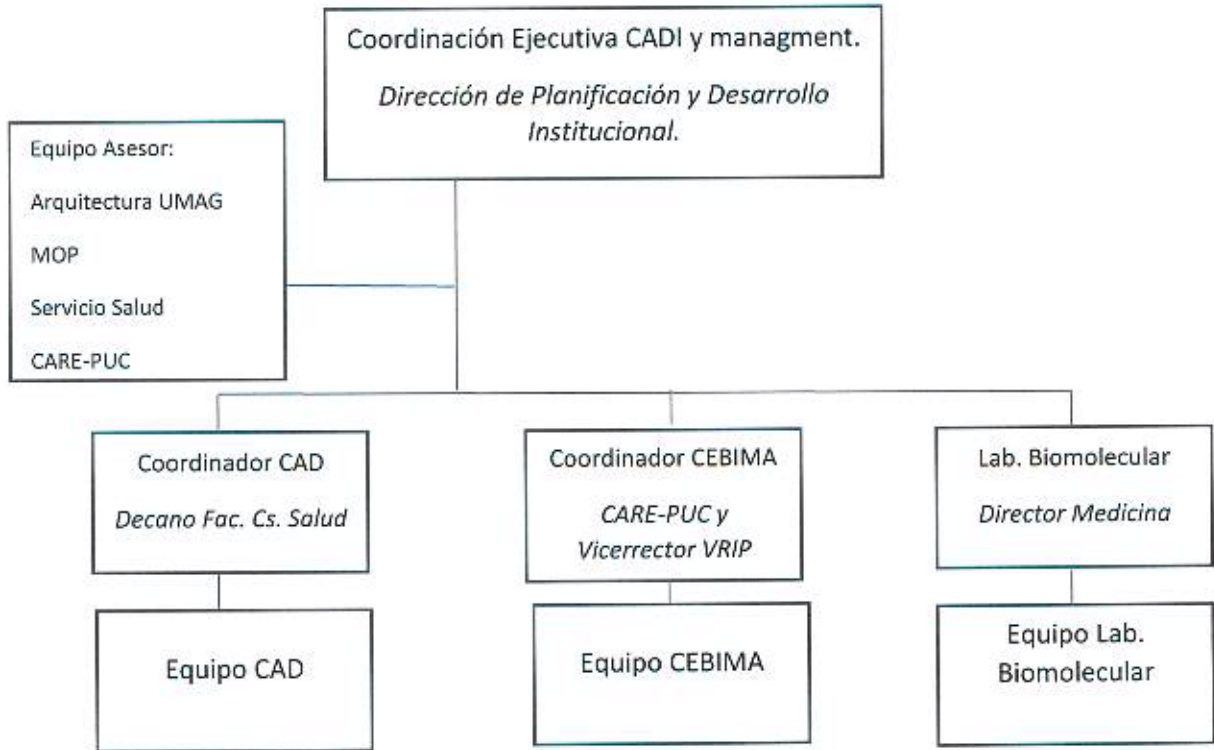 Coordinación Ejecutiva CADI y managment.
Dirección de Planificación y Desarrollo
Institucional.
Equipo Asesor:
Arquitectura UMAG
MOP
Servicio Salud
CARE-PUC
Coordinador CAD
Decano Fac. Cs. Salud
Coordinador CEBIMA
CARE-PUC y
Vicerrector VRIP
Lab. Biomolecular
Director Medicina
Equipo CAD
Equipo CEBIMA
Equipo Lab.
Biomolecular